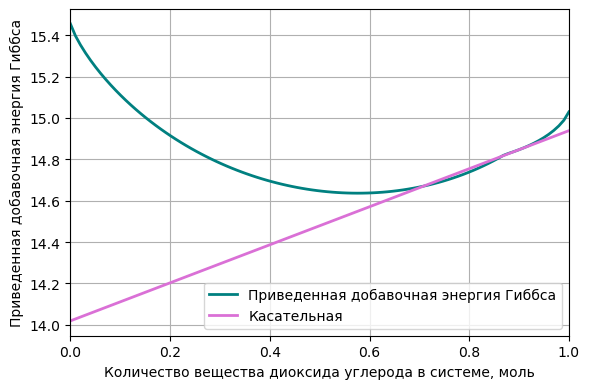 Приведенная добавочная энергия Гиббса
15.4
15.2
15.0
14.8
14.6
14.4
14.2
14.0
Приведенная добавочная энергия Гиббса
Касательная
0.0 0.2 0.4 0.6 0.8 1.0
Количество вещества диоксида углерода в системе, моль